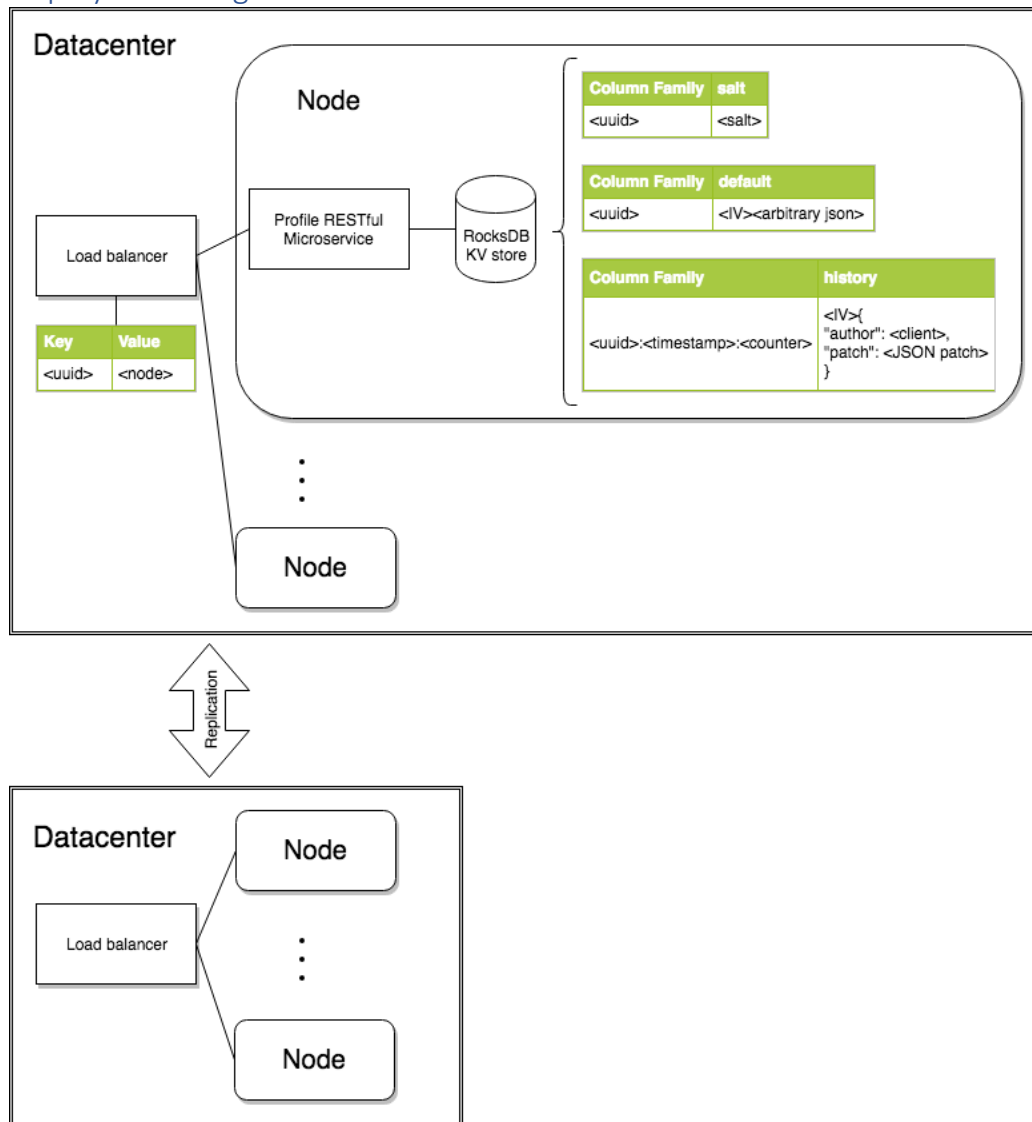 Datacenter
Node
Column Family salt
<uuid> <salt>
Column Family default
<uuid> <IV><arbitrary json>
Column Family history
<uuid>:<timestamp>:<counter>
<IV>{
"author": <client>,
"patch": <JSON patch>
}
Profile RESTful
Microservice
RocksDB
KV store
Load balancer
Key Value
<uuid> <node>
Node
Replication
Datacenter
Node
Load balancer
Node